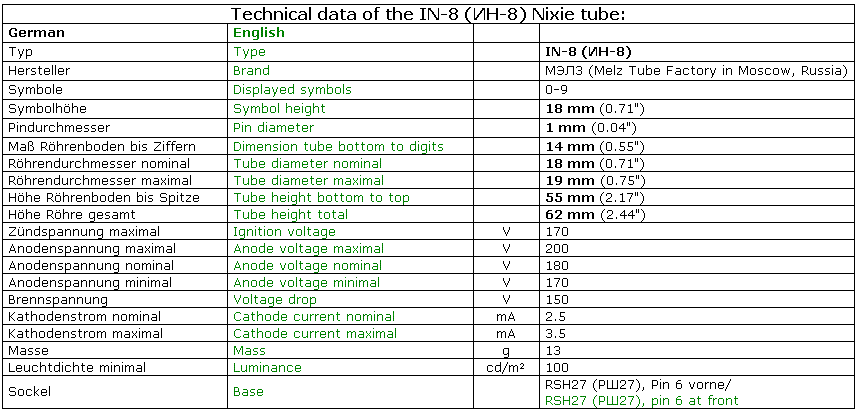 Technical data of the IN-8 (ИН-8) Nixie tube:
German English
Typ Type IN-8 (ИН-8)
Hersteller Brand МЭЛЗ (Melz Tube Factory in Moscow, Russia)
Symbole Displayed symbols 0-9
Symbolhöhe Symbol height 18 mm (0.71")
Pindurchmesser Pin diameter 1 mm (0.04")
Maß Röhrenboden bis Ziffern Dimension tube bottom to digits 14 mm (0.55")
Röhrendurchmesser nominal Tube diameter nominal 18 mm (0.71")
Röhrendurchmesser maximal Tube diameter maximal 19 mm (0.75")
Höhe Röhrenboden bis Spitze Tube height bottom to top 55 mm (2.17")
Höhe Röhre gesamt Tube height total 62 mm (2.44")
Zündspannung maximal Ignition voltage V 170
Anodenspannung maximal Anode voltage maximal V 200
Anodenspannung nominal Anode voltage nominal V 180
Anodenspannung minimal Anode voltage minimal V 170
Brennspannung Voltage drop V 150
Kathodenstrom nominal Cathode current nominal mA 2.5
Kathodenstrom maximal Cathode current maximal mA 3.5
Masse Mass g 13
Leuchtdichte minimal Luminance cd/m² 100
Sockel Base RSH27 (РШ27), Pin 6 vorne/
RSH27 (РШ27), pin 6 at front